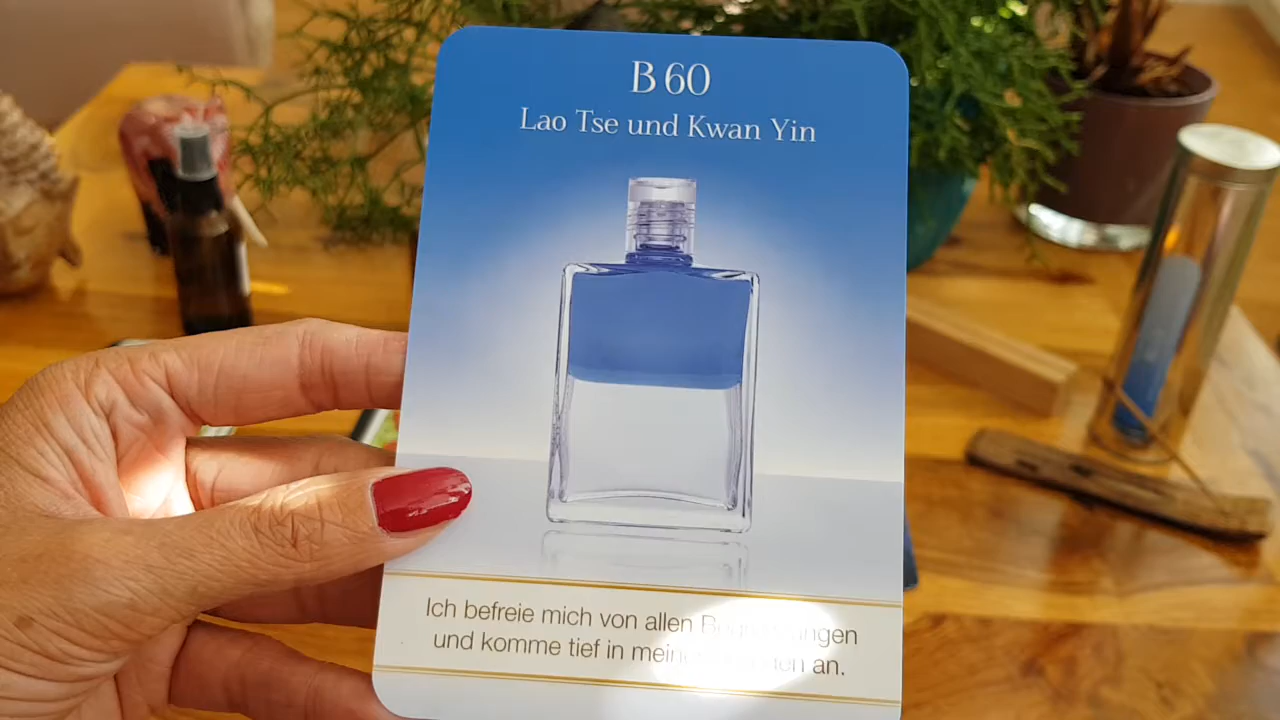 B 60
Lao Tse und Kwan Yin
Ich befreie mich von allen
und komme tief in an.